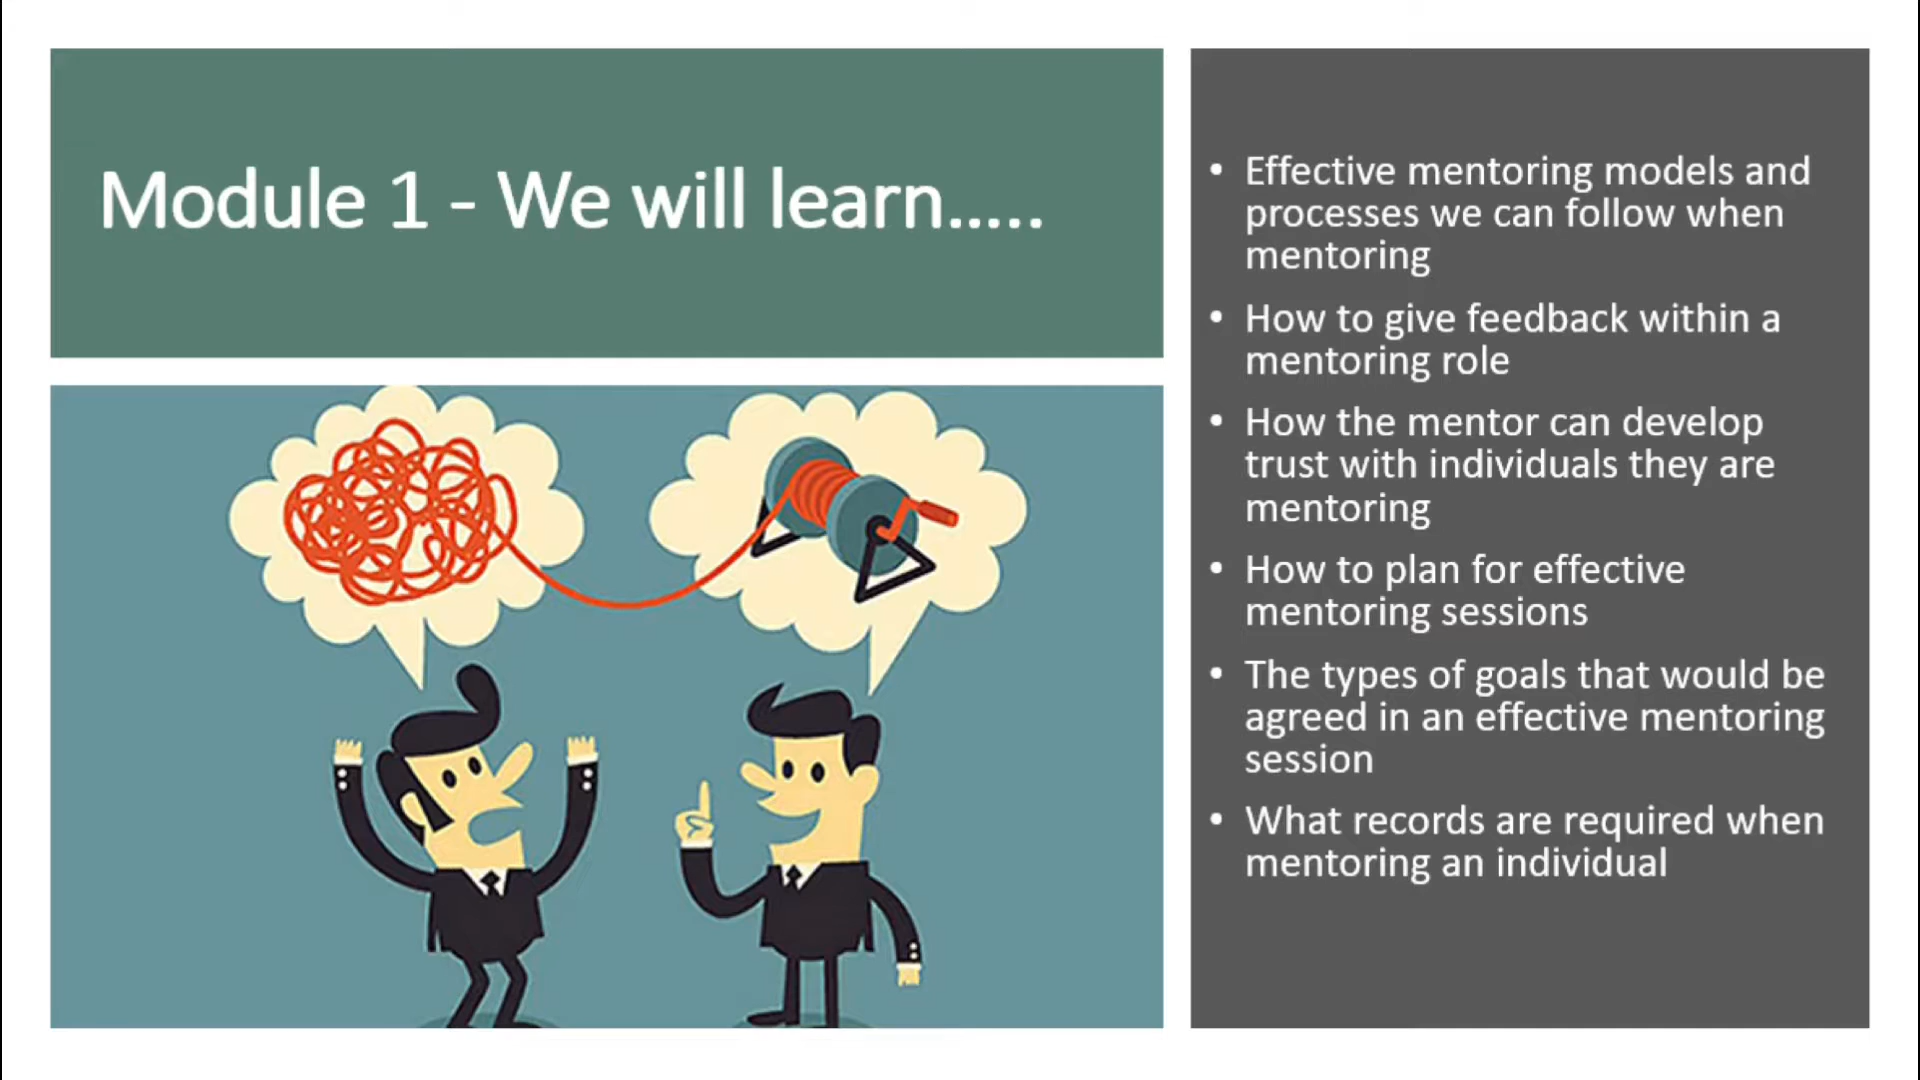 Module 1 - We will learn.....
• Effective mentoring models and
processes we can follow when
mentoring
• How to give feedback within a
mentoring role
• How the mentor can develop
trust with individuals they are
mentoring
• How to plan for effective
mentoring sessions
• The types of goals that would be
agreed in an effective mentoring
session
• What records are required when
mentoring an individual